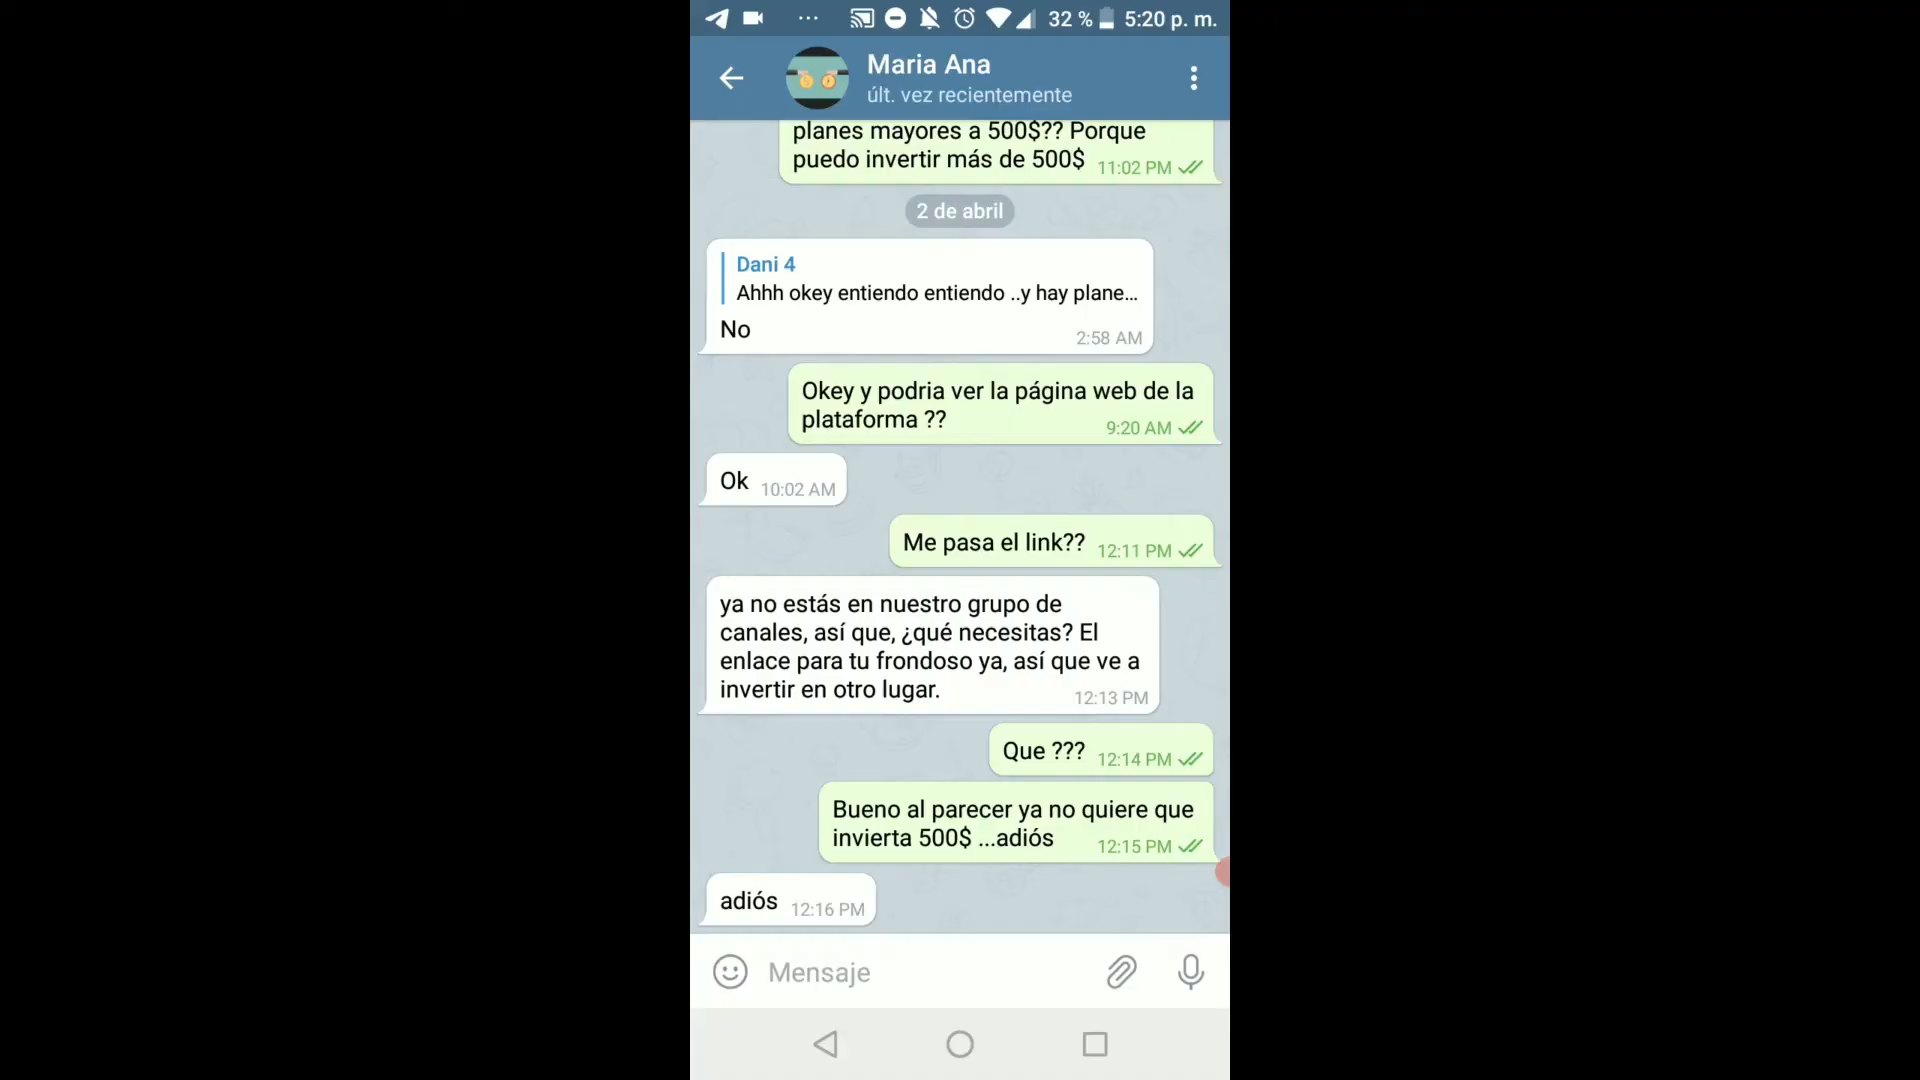 32 % 5:20 p. m.
Maria Ana
últ. vez recientemente
planes mayores a 500$?? Porque
puedo invertir más de 500$ 11:02 PM
2 de abril
Dani 4
Ahhh okey entiendo entiendo ..y hay plane...
No
2:58 AM
Okey y podria ver la página web de la
plataforma ??
9:20 AM
Ok 10:02 AM
Me pasa el link?? 12:11 PM
ya no estás en nuestro grupo de
canales, así que, ¿qué necesitas? El
enlace para tu frondoso ya, así que ve a
invertir en otro lugar.
12:13 PM
Que ??? 12:14 PM
Bueno al parecer ya no quiere que
invierta 500$ ...adiós
12:15 PM
adiós 12:16 PM
Mensaje